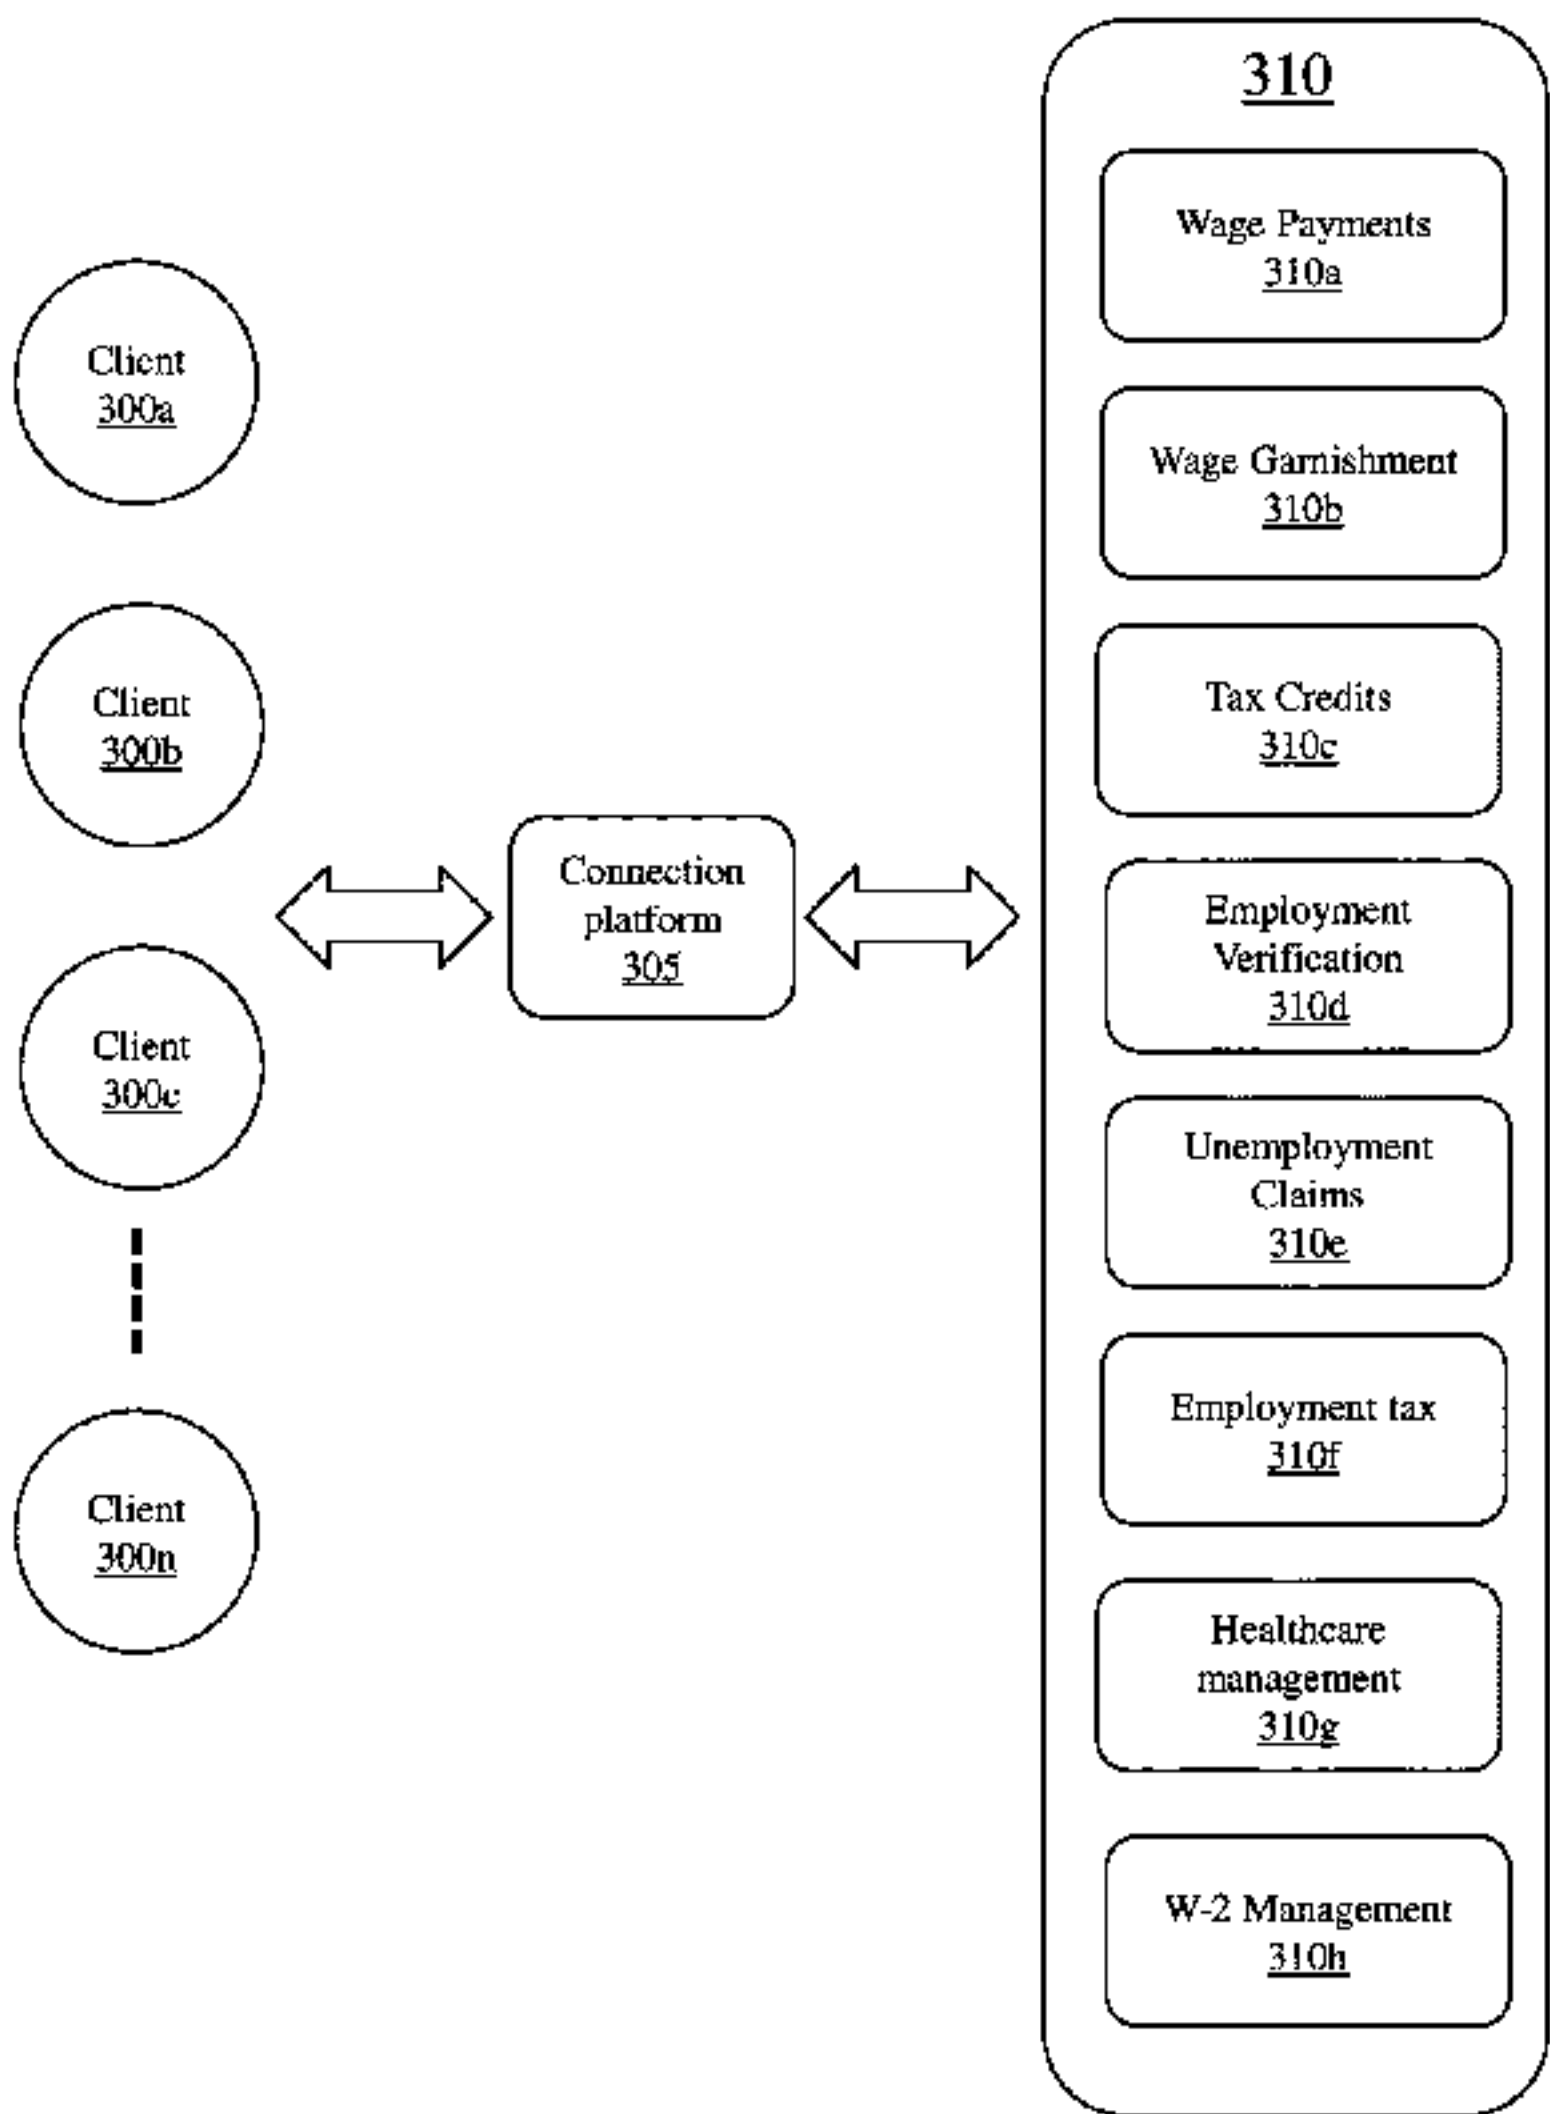 310
Wage Payments
310a
Client
300a
Wage Garnishment
310b
Client
300b
Tax Credits
310c
Connection
platform
305
Employment
Verification
310d
Client
300c
Unemployment
Claims
310e
Employment tax
310f
Client
300n
Healthcare
management
310g
W-2 Management
310h